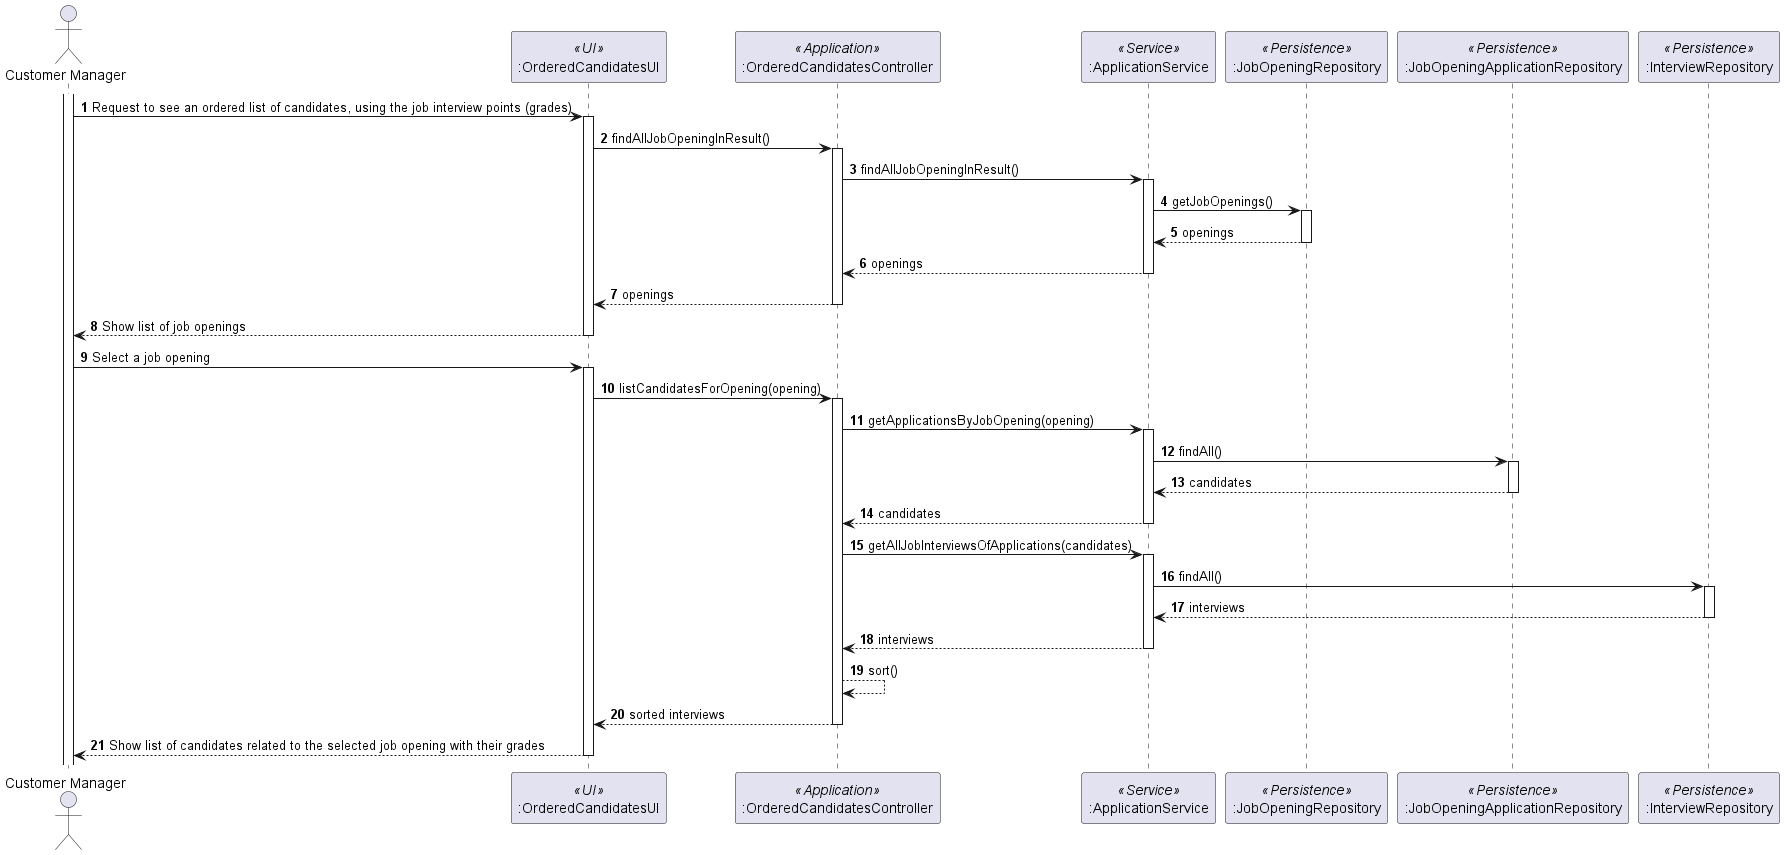 Customer Manager
«UI»
:OrderedCandidatesUI
«Application»
:OrderedCandidatesController
«Service»
:ApplicationService
«Persistence»
:JobOpeningRepository
«Persistence»
:JobOpeningApplicationRepository
«Persistence»
:InterviewRepository
1 Request to see an ordered list of candidates, using the job interview points (grades)
2 findAllJobOpeningInResult()
3 findAllJobOpeningInResult()
4 getJobOpenings()
5 openings
6 openings
7 openings
8 Show list of job openings
9 Select a job opening
10 listCandidatesForOpening(opening)
11 getApplicationsByJobOpening(opening)
12 findAll()
13 candidates
14 candidates
15 getAllJobInterviewsOfApplications(candidates)
16 findAll()
17 interviews
18 interviews
19 sort()
20 sorted interviews
21 Show list of candidates related to the selected job opening with their grades
Customer Manager
«UI»
:OrderedCandidatesUI
«Application»
:OrderedCandidatesController
«Service»
:ApplicationService
«Persistence»
:JobOpeningRepository
«Persistence»
:JobOpeningApplicationRepository
«Persistence»
:InterviewRepository